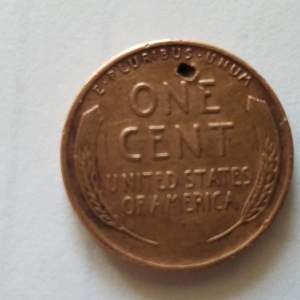 E·PLURIBUS·UNUM
ONE
CENT
UNITED STATES
OF AMERICA